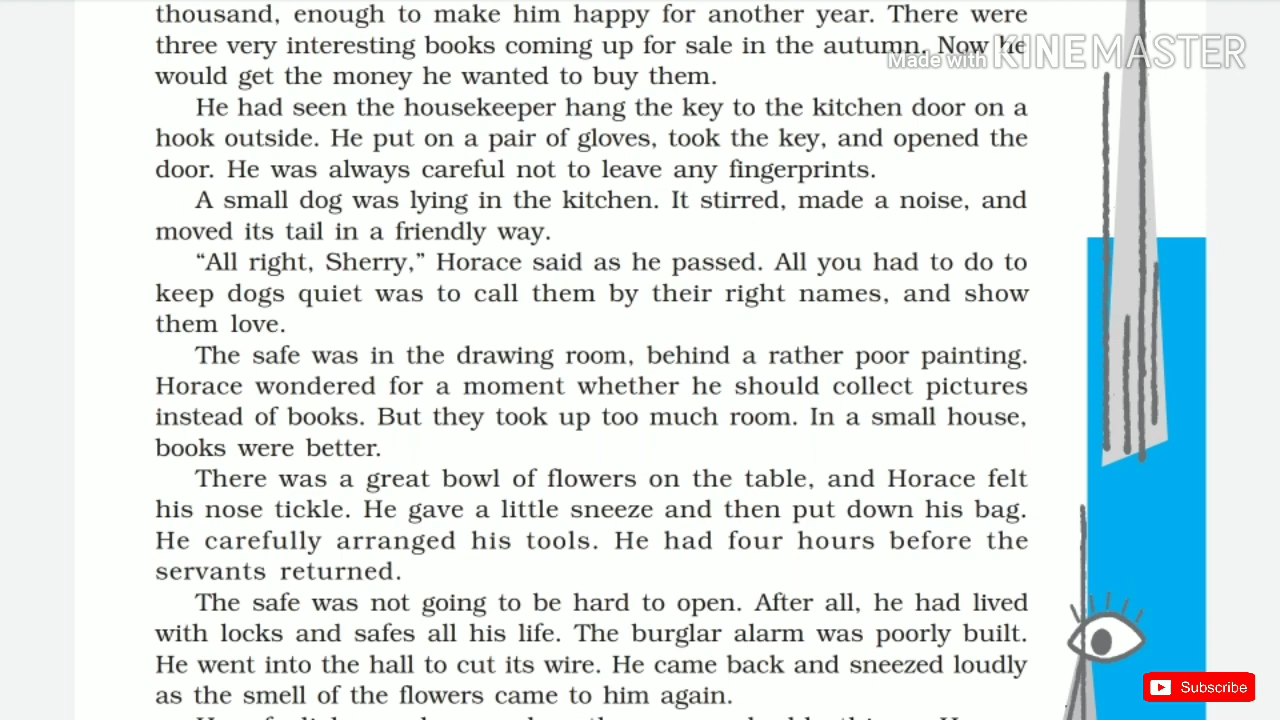 thousand, enough to make him happy for another year. There were
three very interesting books coming up for sale in the autumn. Now he
would get the money he wanted to buy them.
He had seen the housekeeper hang the key to the kitchen door on a
hook outside. He put on a pair of gloves, took the key, and opened the
door. He was always careful not to leave any fingerprints.
A small dog was lying in the kitchen. It stirred, made a noise, and
moved its tail in a friendly way.
“All right, Sherry,” Horace said as he passed. All you had to do to
keep dogs quiet was to call them by their right names, and show
them love.
The safe was in the drawing room, behind a rather poor painting.
Horace wondered for a moment whether he should collect pictures
instead of books. But they took up too much room. In a small house,
books were better.
There was a great bowl of flowers on the table, and Horace felt
his nose tickle. He gave a little sneeze and then put down his bag.
He carefully arranged his tools. He had four hours before the
servants returned.
The safe was not going to be hard to open. After all, he had lived
with locks and safes all his life. The burglar alarm was poorly built.
He went into the hall to cut its wire. He came back and sneezed loudly
as the smell of the flowers came to him again.
Made with KINEMASTER
Subscribe